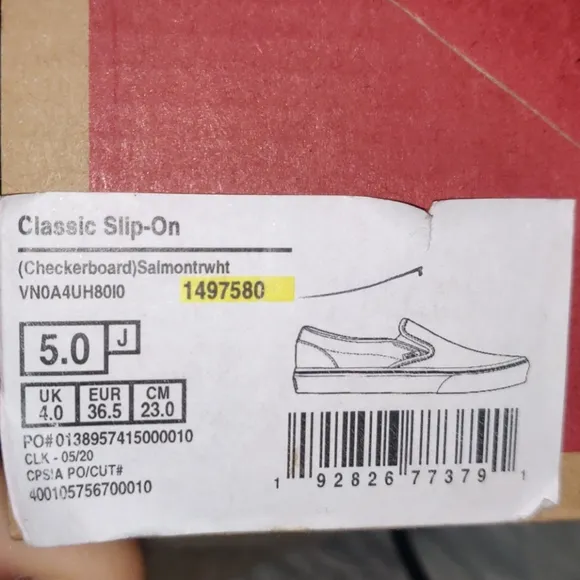 Classic Slip-On
(Checkerboard)Salmontrwht
VN0A4UH80I0 1497580
5.0 J
UK EUR CM
4.0 36.5 23.0
PO# 0138957415000010
CLK - 05/20
CPSIA PO/CUT#
400105756700010
1 92826 77379 1